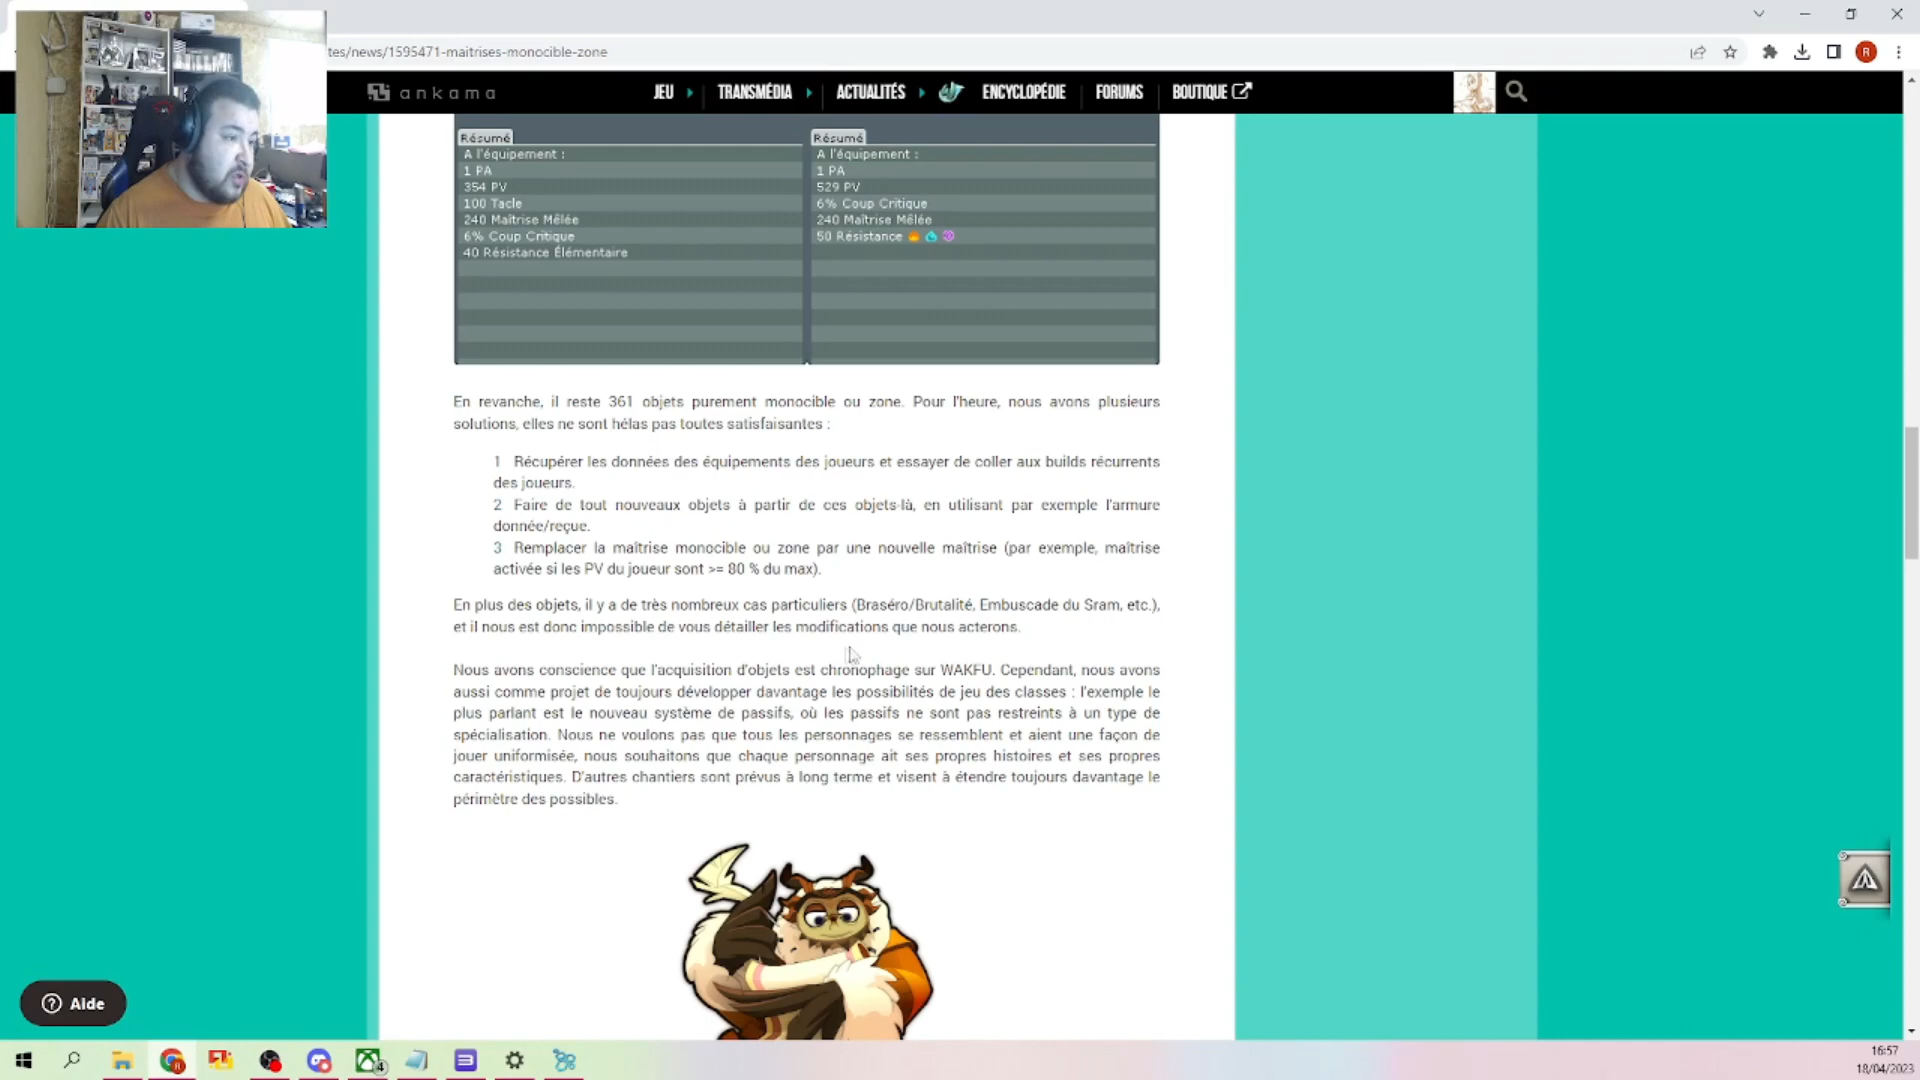 tes/news/1595471-maitrises-monocible-zone
R
ankama
JEU
TRANSMÉDIA
ACTUALITÉS
ENCYCLOPÉDIE
FORUMS
BOUTIQUE
Résumé
A l'équipement :
1 PA
354 PV
100 Tacle
240 Maîtrise Mêlée
6% Coup Critique
40 Résistance Élémentaire
Résumé
A l'équipement :
1 PA
529 PV
6% Coup Critique
240 Maîtrise Mêlée
50 Résistance
En revanche, il reste 361 objets purement monocible ou zone. Pour l'heure, nous avons plusieurs
solutions, elles ne sont hélas pas toutes satisfaisantes :
1 Récupérer les données des équipements des joueurs et essayer de coller aux builds récurrents
des joueurs.
2 Faire de tout nouveaux objets à partir de ces objets-là, en utilisant par exemple l'armure
donnée/reçue.
3 Remplacer la maîtrise monocible ou zone par une nouvelle maîtrise (par exemple, maîtrise
activée si les PV du joueur sont >= 80 % du max).
En plus des objets, il y a de très nombreux cas particuliers (Braséro/Brutalité, Embuscade du Sram, etc.),
et il nous est donc impossible de vous détailler les modifications que nous acterons.
Nous avons conscience que l'acquisition d'objets est chronophage sur WAKFU. Cependant, nous avons
aussi comme projet de toujours développer davantage les possibilités de jeu des classes : l'exemple le
plus parlant est le nouveau système de passifs, où les passifs ne sont pas restreints à un type de
spécialisation. Nous ne voulons pas que tous les personnages se ressemblent et aient une façon de
jouer uniformisée, nous souhaitons que chaque personnage ait ses propres histoires et ses propres
caractéristiques. D'autres chantiers sont prévus à long terme et visent à étendre toujours davantage le
périmètre des possibles.
Aide
4
16:57
18/04/2023